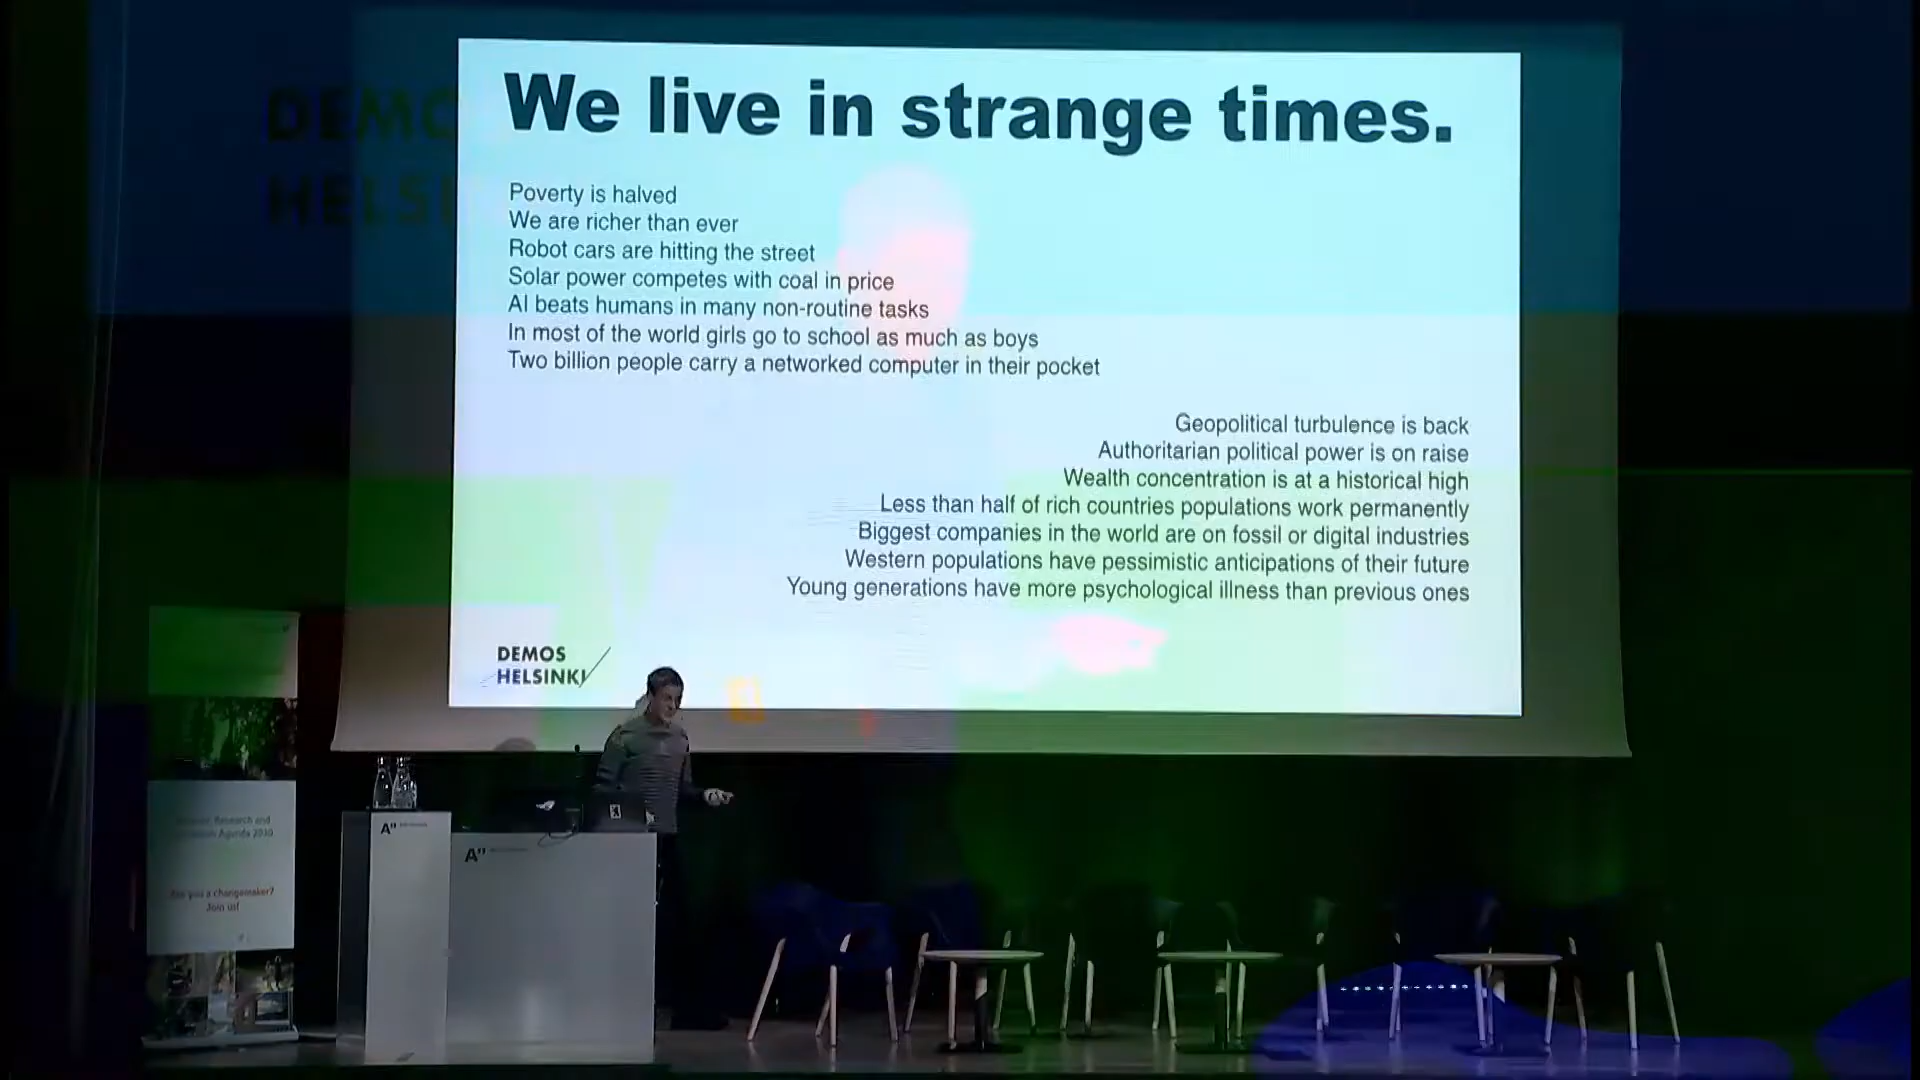 We live in strange times.
Poverty is halved
We are richer than ever
Robot cars are hitting the street
Solar power competes with coal in price
AI beats humans in many non-routine tasks
In most of the world girls go to school as much as boys
Two billion people carry a networked computer in their pocket
Geopolitical turbulence is back
Authoritarian political power is on raise
Wealth concentration is at a historical high
Less than half of rich countries populations work permanently
Biggest companies in the world are on fossil or digital industries
Western populations have pessimistic anticipations of their future
Young generations have more psychological illness than previous ones
DEMOS
HELSINKI
DEMO
HELSI
Research and
Agenda 2030
Are you a changemaker?
Join us!
A"
A"